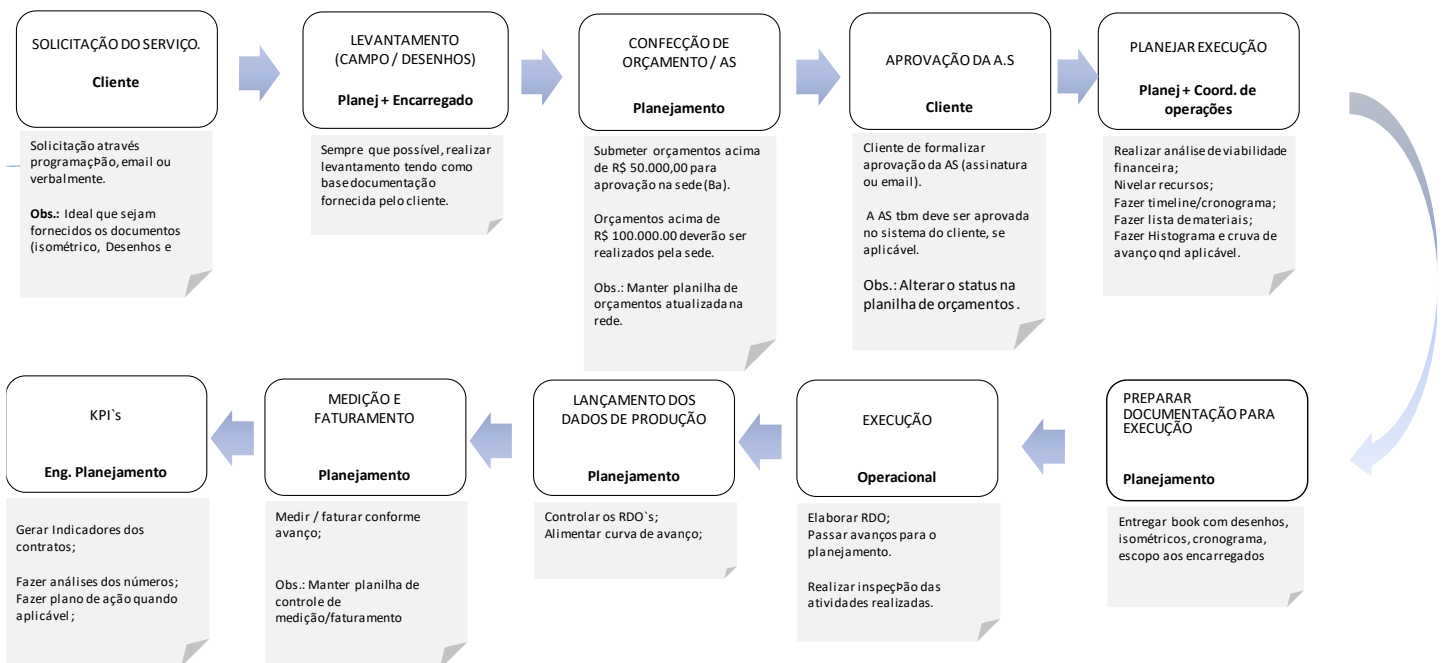 SOLICITAÇÃO DO SERVIÇO.
Cliente
Solicitação através
programaçÞão, email ou
verbalmente.
Obs.: Ideal que sejam
fornecidos os documentos
(isométrico, Desenhos e
LEVANTAMENTO
(CAMPO / DESENHOS)
Planej + Encarregado
Sempre que possível, realizar
levantamento tendo como
base documentação
fornecida pelo cliente.
CONFECÇÃO DE
ORÇAMENTO / AS
Planejamento
Submeter orçamentos acima
de R$ 50.000,00 para
aprovação na sede (Ba).
Orçamentos acima de
R$ 100.000.00 deverão ser
realizados pela sede.
Obs.: Manter planilha de
orçamentos atualizada na
rede.
APROVAÇÃO DA A.S
Cliente
Cliente de formalizar
aprovação da AS (assinatura
ou email).
A AS tbm deve ser aprovada
no sistema do cliente, se
aplicável.
Obs.: Alterar o status na
planilha de orçamentos.
PLANEJAR EXECUÇÃO
Planej + Coord. de
operações
Realizar análise de viabilidade
financeira;
Nivelar recursos;
Fazer timeline/cronograma;
Fazer lista de materiais;
Fazer Histograma e cruva de
avanço qnd aplicável.
KPI`s
Eng. Planejamento
Gerar Indicadores dos
contratos;
Fazer análises dos números;
Fazer plano de ação quando
aplicável;
MEDIÇÃO E
FATURAMENTO
Planejamento
Medir / faturar conforme
avanço;
Obs.: Manter planilha de
controle de
medição/faturamento
LANÇAMENTO DOS
DADOS DE PRODUÇÃO
Planejamento
Controlar os RDO`s;
Alimentar curva de avanço;
EXECUÇÃO
Operacional
Elaborar RDO;
Passar avanços para o
planejamento.
Realizar inspeçÞão das
atividades realizadas.
PREPARAR
DOCUMENTAÇÃO PARA
EXECUÇÃO
Planejamento
Entregar book com desenhos,
isométricos, cronograma,
escopo aos encarregados